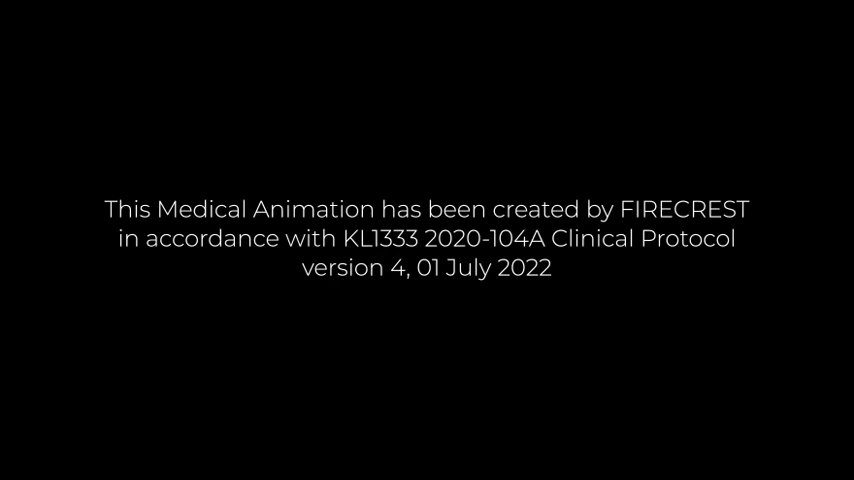 This Medical Animation has been created by FIRECREST
in accordance with KL1333 2020-104A Clinical Protocol
version 4, 01 July 2022